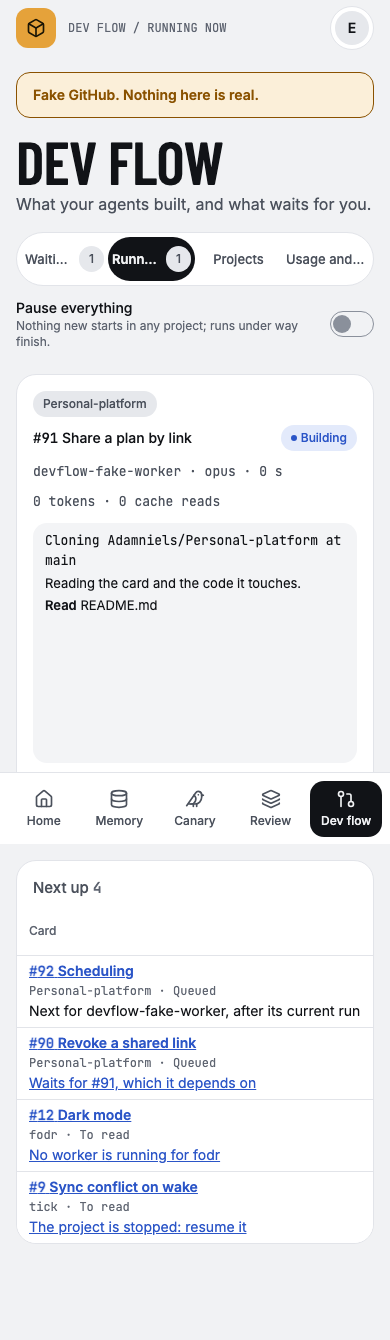 DEV FLOW / RUNNING NOW
E
Fake GitHub. Nothing here is real.
DEV FLOW
What your agents built, and what waits for you.
Waiti... 1 Runn... 1 Projects Usage and...
Pause everything
Nothing new starts in any project; runs under way
finish.
Personal-platform
#91 Share a plan by link
Building
devflow-fake-worker · opus · 0 s
0 tokens · 0 cache reads
Cloning Adamniels/Personal-platform at
main
Reading the card and the code it touches.
Read README.md
Home Memory Canary Review Dev flow
Next up 4
Card
#92 Scheduling
Personal-platform · Queued
Next for devflow-fake-worker, after its current run
#90 Revoke a shared link
Personal-platform · Queued
Waits for #91, which it depends on
#12 Dark mode
fodr · To read
No worker is running for fodr
#9 Sync conflict on wake
tick · To read
The project is stopped: resume it